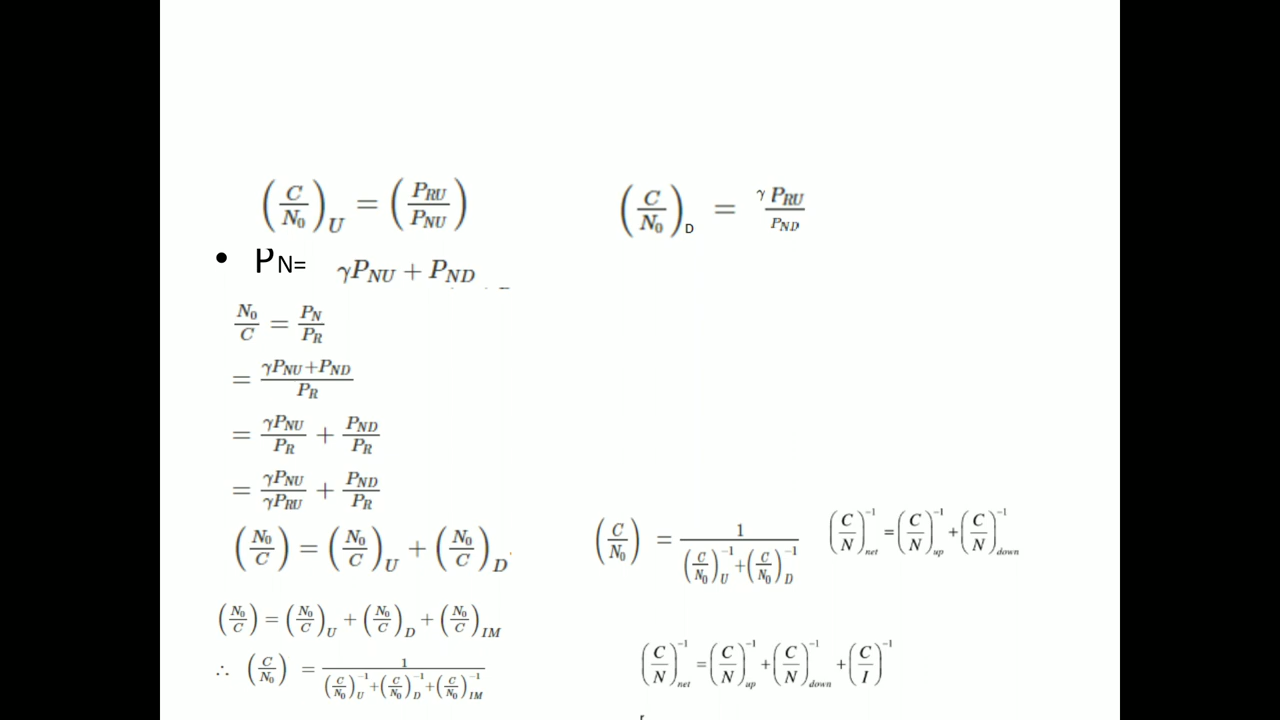 (C/N₀)_U = (P_RU/P_NU)    (C/N₀)_D = γ P_RU/P_ND
• P_N= γP_NU + P_ND
N₀/C = P_N/P_R
= (γP_NU+P_ND)/P_R
= γP_NU/P_R + P_ND/P_R
= γP_NU/γP_RU + P_ND/P_R
(N₀/C) = (N₀/C)_U + (N₀/C)_D    (C/N₀) = 1/((C/N₀)_U^-1+(C/N₀)_D^-1)    (C/N)_net^-1 = (C/N)_up^-1 + (C/N)_down^-1
(N₀/C) = (N₀/C)_U + (N₀/C)_D + (N₀/C)_IM
∴ (C/N₀) = 1/((C/N₀)_U^-1+(C/N₀)_D^-1+(C/N₀)_IM^-1)    (C/N)_net^-1 = (C/N)_up^-1 + (C/N)_down^-1 + (C/I)^-1